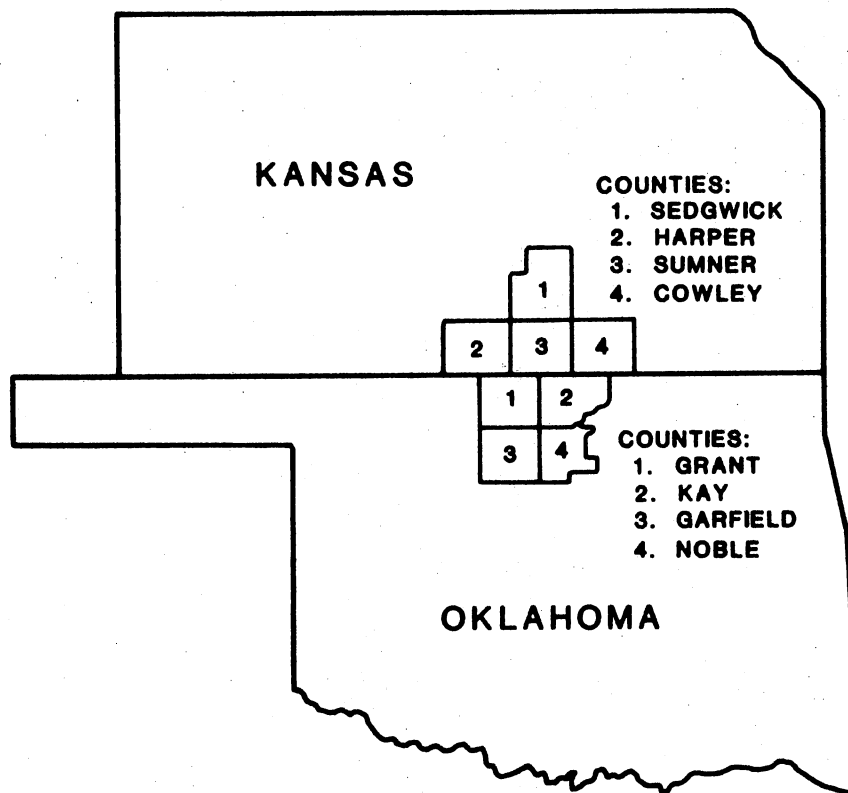 KANSAS
COUNTIES:
1. SEDGWICK
2. HARPER
3. SUMNER
4. COWLEY
1
2 3 4
1 2
3 4
COUNTIES:
1. GRANT
2. KAY
3. GARFIELD
4. NOBLE
OKLAHOMA